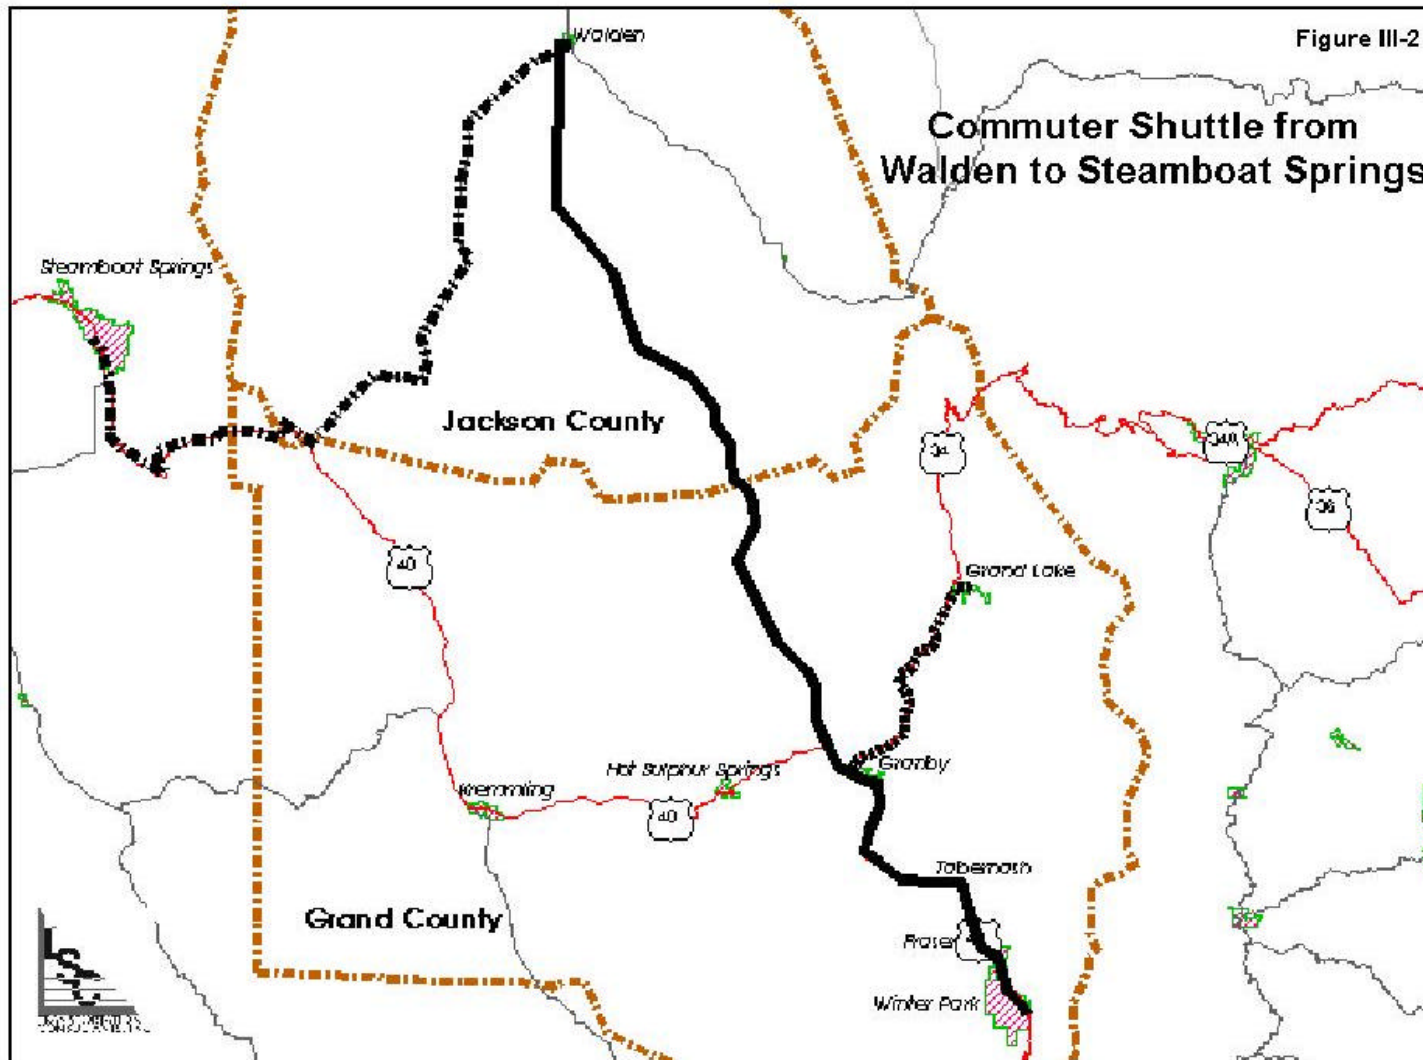 Walden
Figure III-2
Commuter Shuttle from
Walden to Steamboat Springs
Steamboat Springs
Jackson County
34
36
40
Grand Lake
Hot Sulphur Springs
Granby
Kremmling
40
Tabernash
Grand County
Fraser
Winter Park
LSC